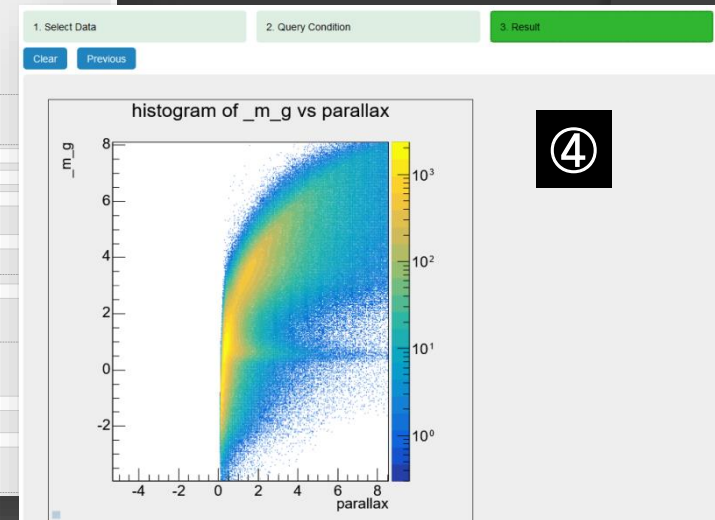 1. Select Data
2. Query Condition
3. Result
Clear
Previous
histogram of _m_g vs parallax
_m_g
8
6
4
2
0
-2
-4
-2
0
2
4
6
8
parallax
10³
10²
10¹
10⁰
④